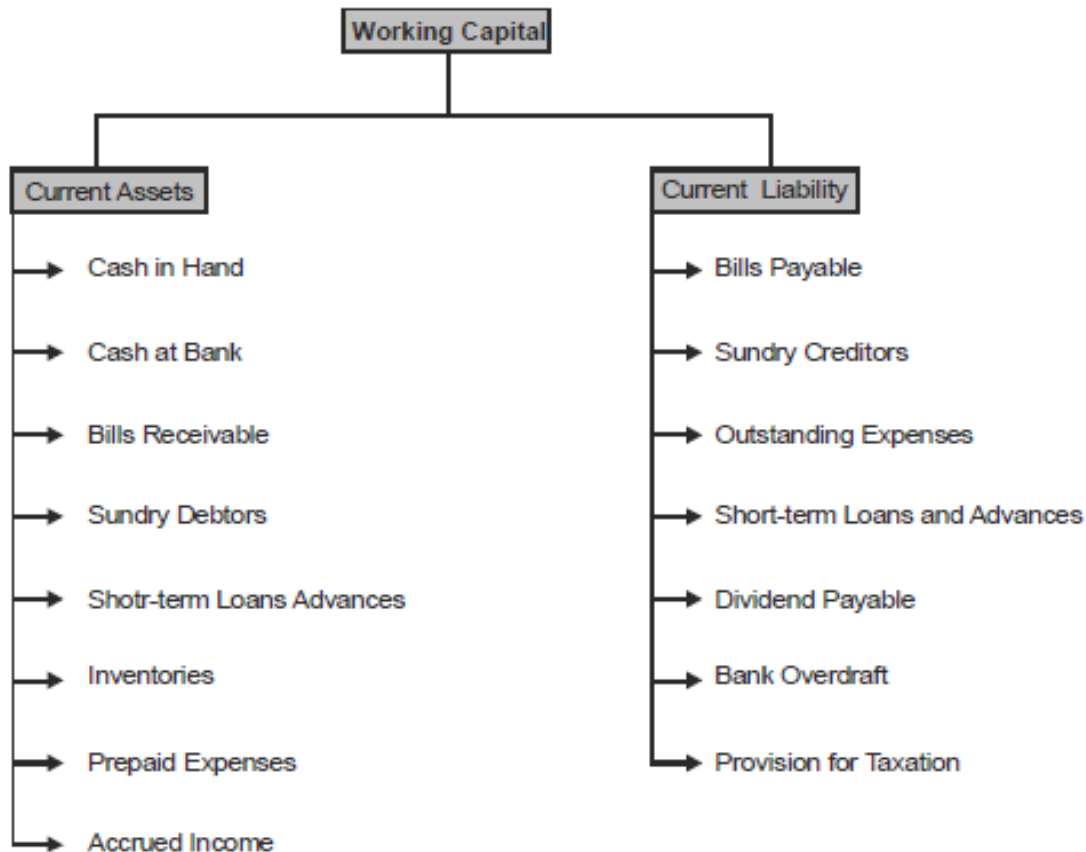 Working Capital
Current Assets
Cash in Hand
Cash at Bank
Bills Receivable
Sundry Debtors
Shotr-term Loans Advances
Inventories
Prepaid Expenses
Accrued Income
Current Liability
Bills Payable
Sundry Creditors
Outstanding Expenses
Short-term Loans and Advances
Dividend Payable
Bank Overdraft
Provision for Taxation